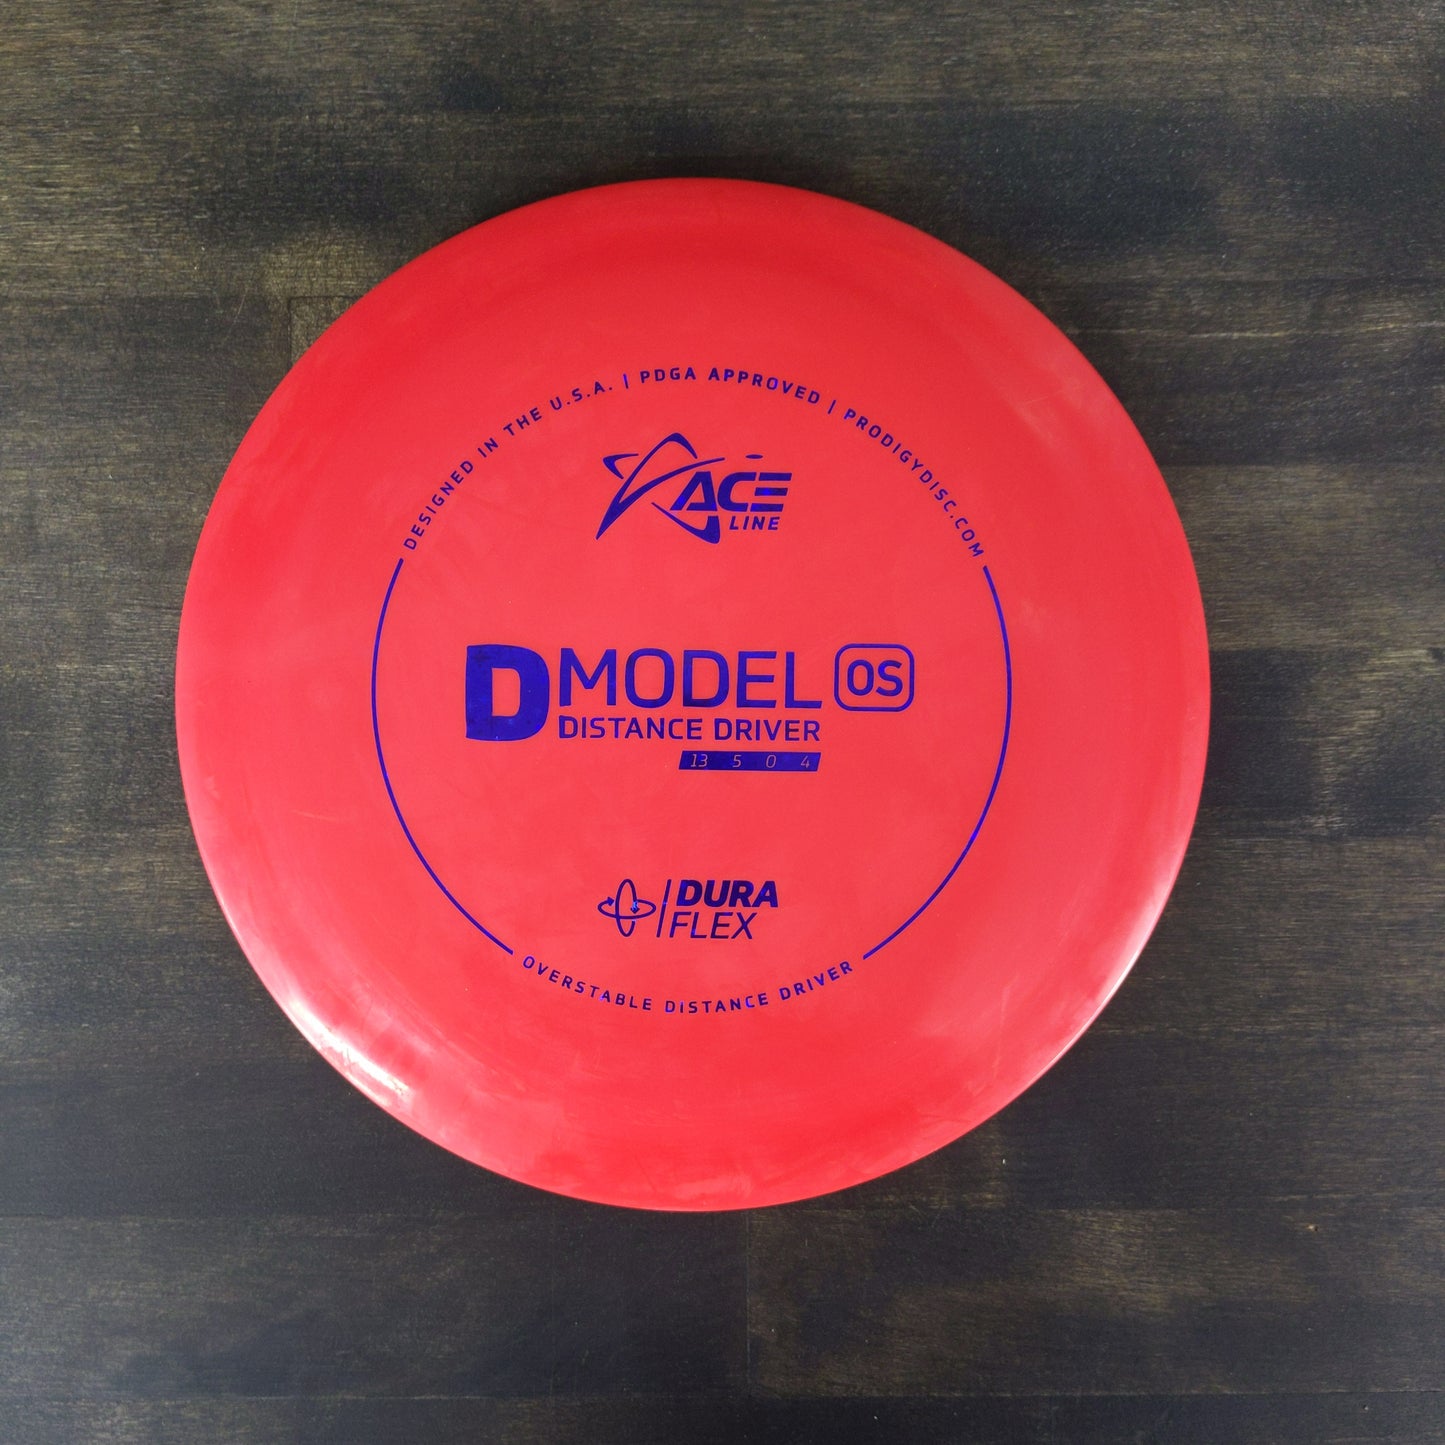 DESIGNED IN THE U.S.A. | PDGA APPROVED | PRODIGYDISC.COM
ACE
LINE
D MODEL OS
DISTANCE DRIVER
13 5 0 4
DURA
FLEX
OVERSTABLE DISTANCE DRIVER